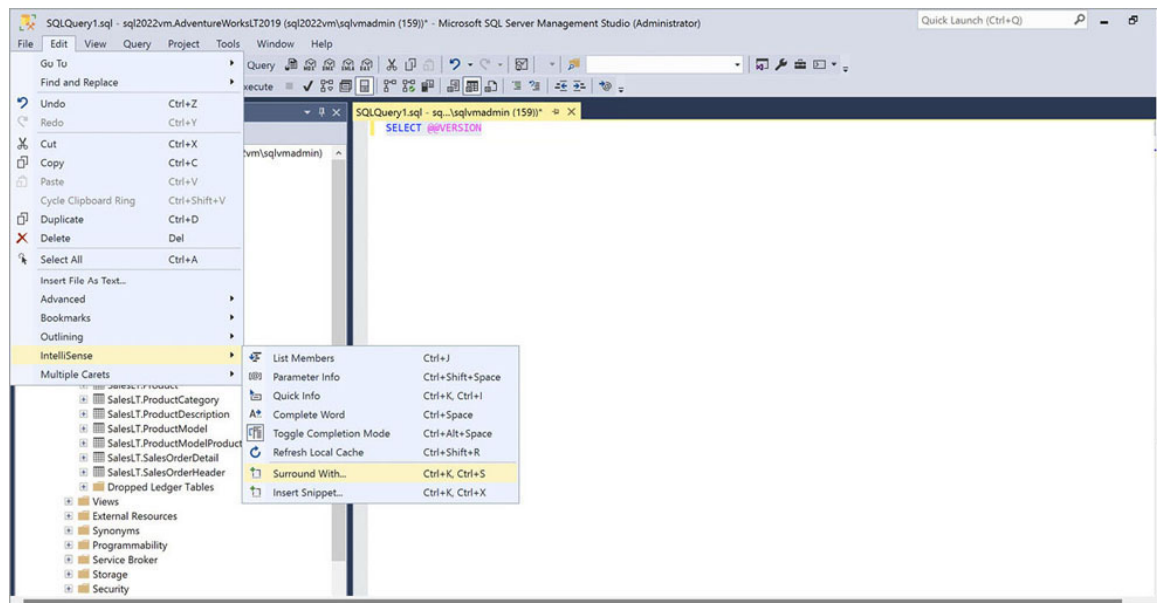 SQLQuery1.sql - sql2022vm.AdventureWorksLT2019 (sql2022vm\sqlvmadmin (159))* - Microsoft SQL Server Management Studio (Administrator)
Quick Launch (Ctrl+Q)
File Edit View Query Project Tools Window Help
Go To
Query
Find and Replace
xecute
Undo Ctrl+Z
SQLQuery1.sql - sq...\sqlvmadmin (159))*
Redo Ctrl+Y
SELECT @@VERSION
Cut Ctrl+X
2vm\sqlvmadmin)
Copy Ctrl+C
Paste Ctrl+V
Cycle Clipboard Ring Ctrl+Shift+V
Duplicate Ctrl+D
Delete Del
Select All Ctrl+A
Insert File As Text...
Advanced
Bookmarks
Outlining
IntelliSense
Multiple Carets
List Members Ctrl+J
Parameter Info Ctrl+Shift+Space
Quick Info Ctrl+K, Ctrl+I
Complete Word Ctrl+Space
Toggle Completion Mode Ctrl+Alt+Space
Refresh Local Cache Ctrl+Shift+R
Surround With... Ctrl+K, Ctrl+S
Insert Snippet... Ctrl+K, Ctrl+X
SalesLT.Product
SalesLT.ProductCategory
SalesLT.ProductDescription
SalesLT.ProductModel
SalesLT.ProductModelProduct
SalesLT.SalesOrderDetail
SalesLT.SalesOrderHeader
Dropped Ledger Tables
Views
External Resources
Synonyms
Programmability
Service Broker
Storage
Security